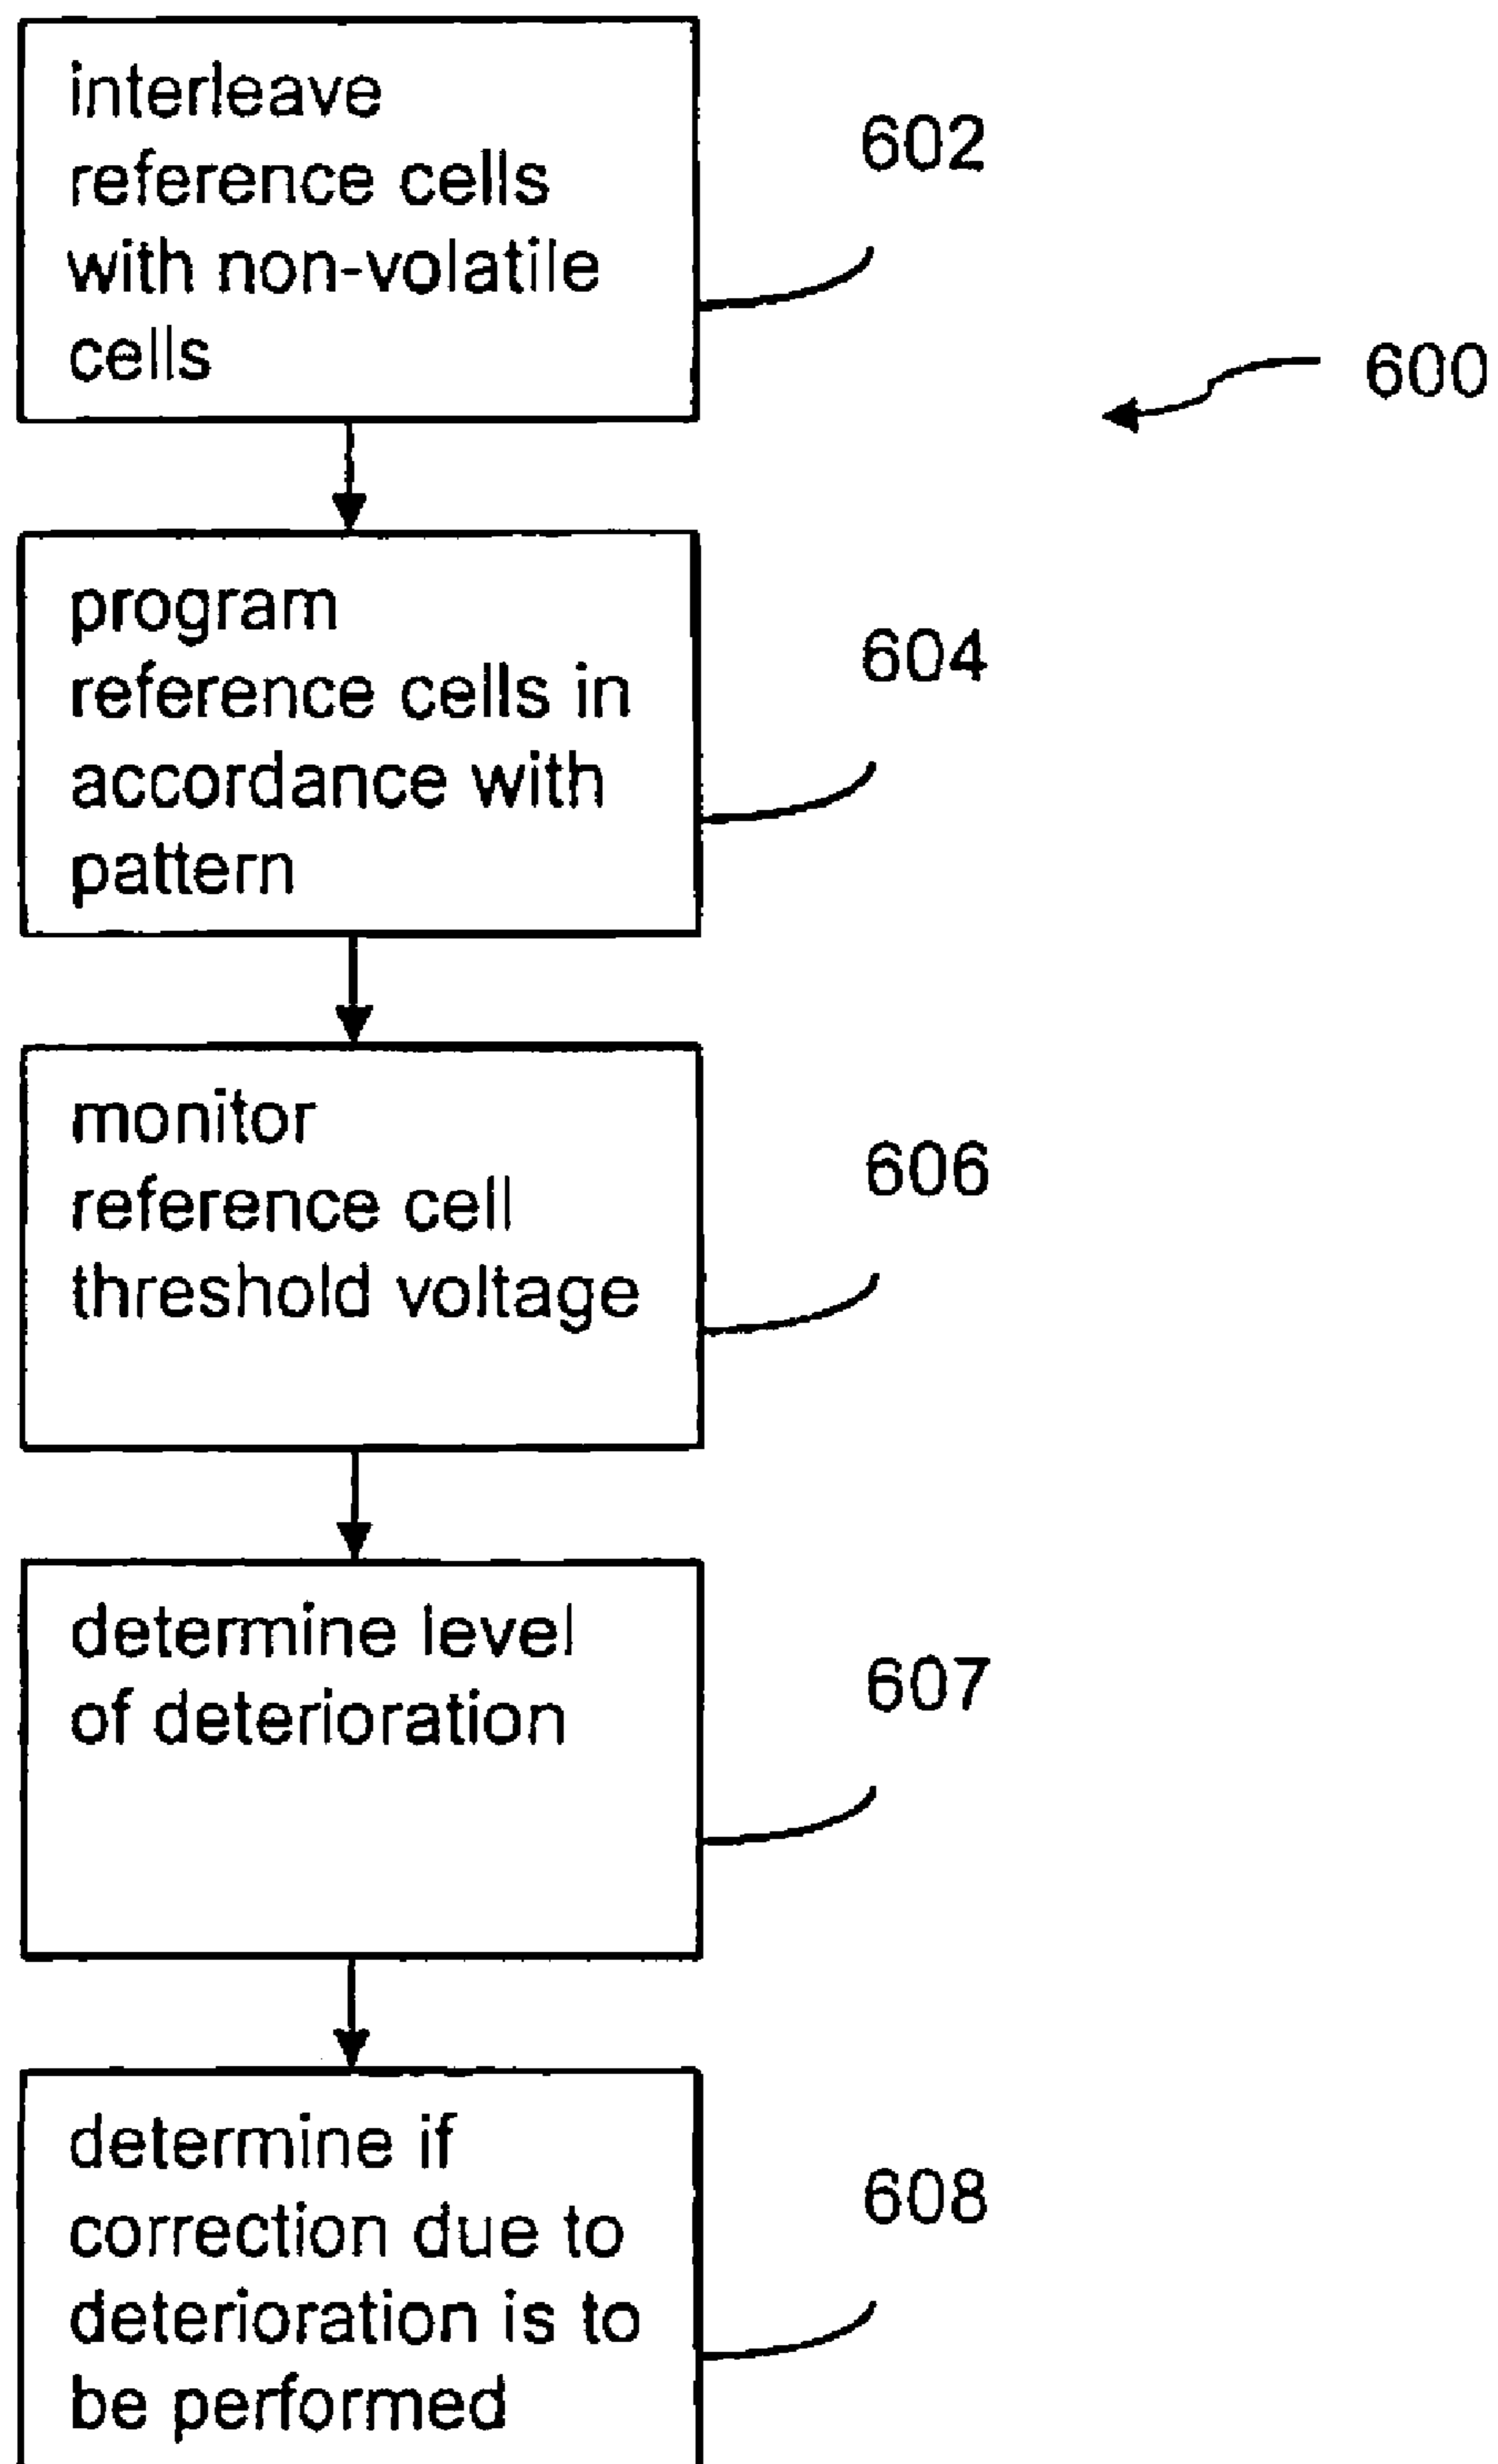 interleave
reference cells
with non-volatile
cells
602
600
program
reference cells in
accordance with
pattern
604
monitor
reference cell
threshold voltage
606
determine level
of deterioration
607
determine if
correction due to
deterioration is to
be performed
608